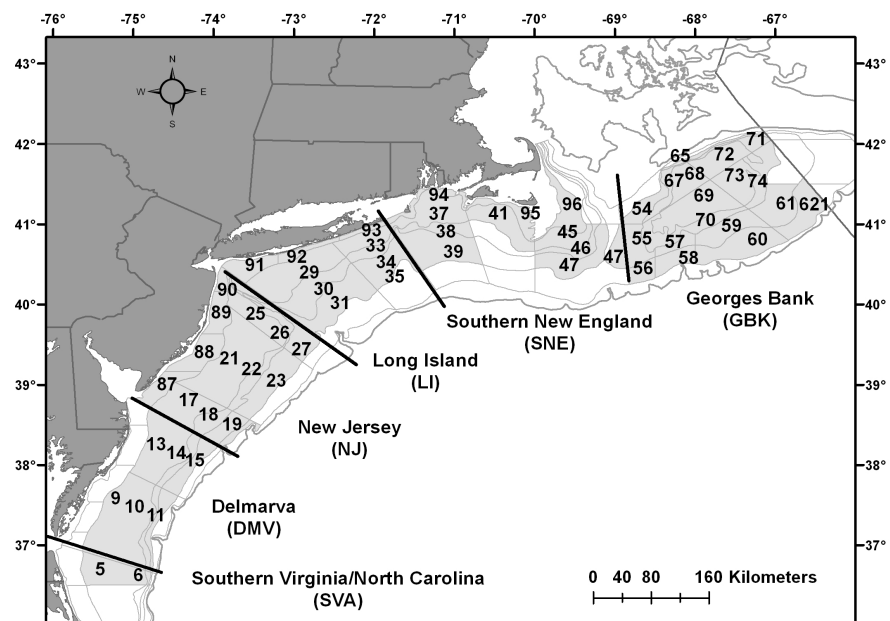 -76° -75° -74° -73° -72° -71° -70° -69° -68° -67°
43° 43°
N
W E
S
42° 42°
71
65 72
68 73
67 74
94 69
37 41 95 96 54 61 621
41° 41°
93 38 45 70 59
33 39 46 55 57 60
91 92 34 47 47 56 58
29 35
90 30
31
40° 40°
89 25
26
27
88 21
22
23
87
39° 39°
17
18
19
Georges Bank
(GBK)
Southern New England
(SNE)
Long Island
(LI)
New Jersey
(NJ)
13
14
15
38° 38°
9
10
11
Delmarva
(DMV)
37° 37°
5
6
Southern Virginia/North Carolina
(SVA)
0 40 80 160 Kilometers